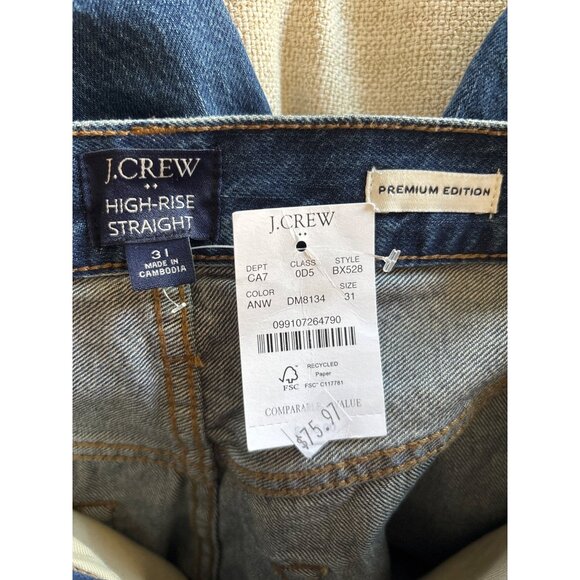 J.CREW
HIGH-RISE
STRAIGHT
31
MADE IN
CAMBODIA
PREMIUM EDITION
J.CREW
DEPT CLASS STYLE
CA7 0D5 BX528
COLOR SIZE
ANW DM8134 31
099107264790
FSC
RECYCLED
Paper
FSC® C117781
COMPARABLE VALUE
$75.97